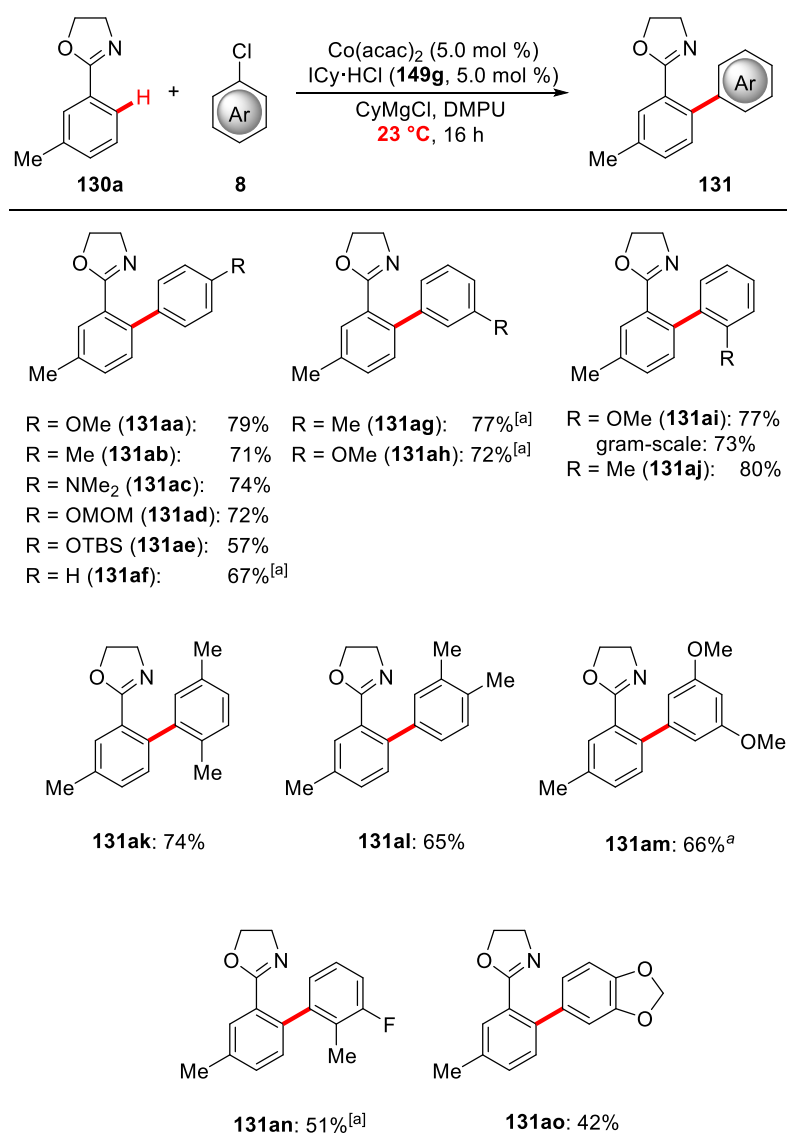 O N
H
Me
130a
+
Cl
Ar
8
Co(acac)2 (5.0 mol %)
ICy·HCl (149g, 5.0 mol %)
CyMgCl, DMPU
23 °C, 16 h
O N
Ar
Me
131
O N
R
Me
R = OMe (131aa): 79%
R = Me (131ab): 71%
R = NMe2 (131ac): 74%
R = OMOM (131ad): 72%
R = OTBS (131ae): 57%
R = H (131af): 67%[a]
O N
R
Me
R = Me (131ag): 77%[a]
R = OMe (131ah): 72%[a]
O N
Me
R
R = OMe (131ai): 77%
gram-scale: 73%
R = Me (131aj): 80%
Me
O N
Me
Me
131ak: 74%
Me
O N
Me
Me
131al: 65%
OMe
O N
OMe
Me
131am: 66%a
O N
F
Me
Me
131an: 51%[a]
O N
O
O
Me
131ao: 42%